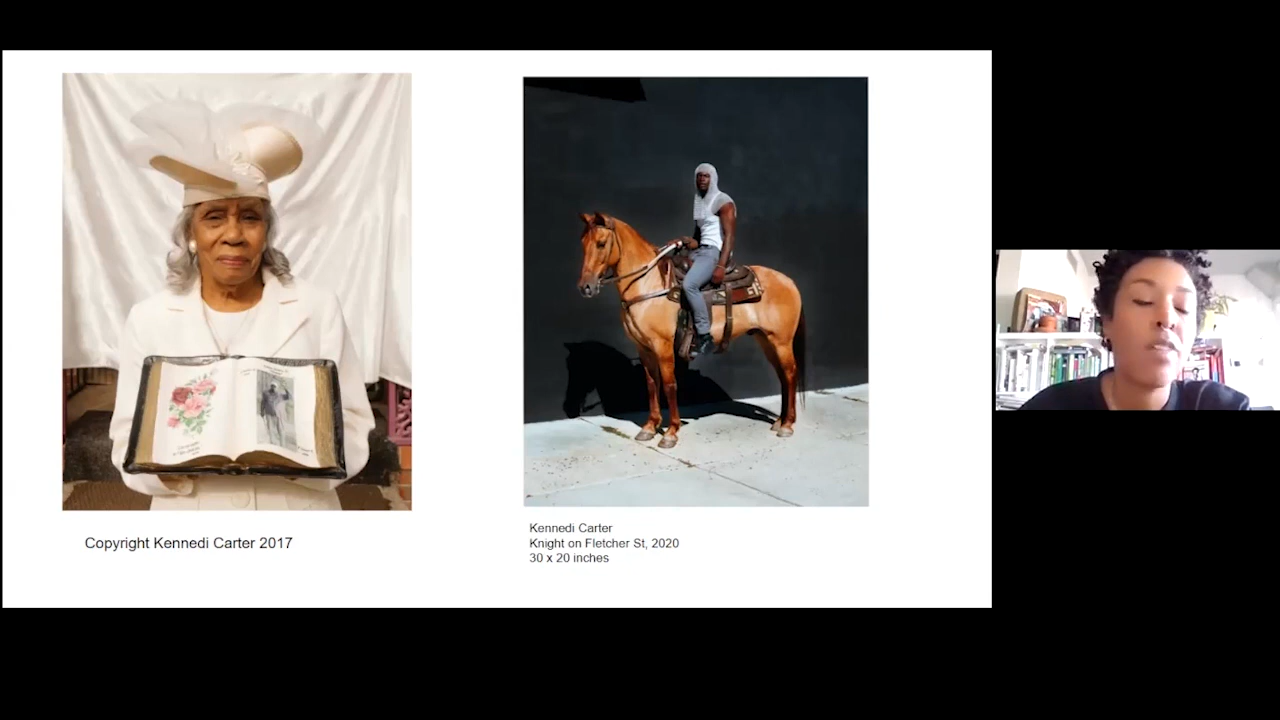 Copyright Kennedi Carter 2017
Kennedi Carter
Knight on Fletcher St, 2020
30 x 20 inches